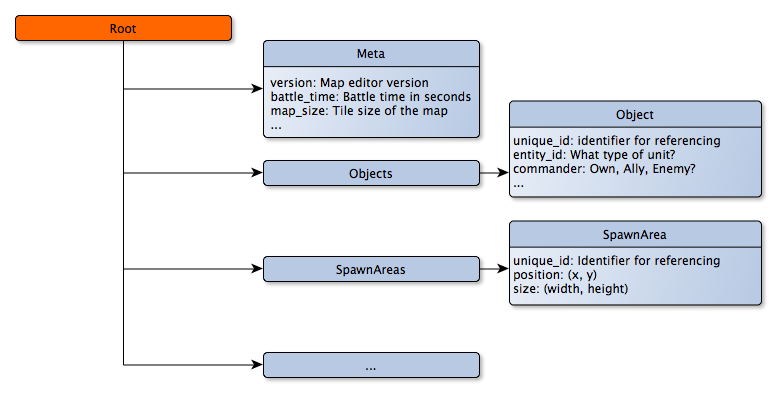 Root
Meta
version: Map editor version
battle_time: Battle time in seconds
map_size: Tile size of the map
...
Objects
Object
unique_id: identifier for referencing
entity_id: What type of unit?
commander: Own, Ally, Enemy?
...
SpawnAreas
SpawnArea
unique_id: Identifier for referencing
position: (x, y)
size: (width, height)
...